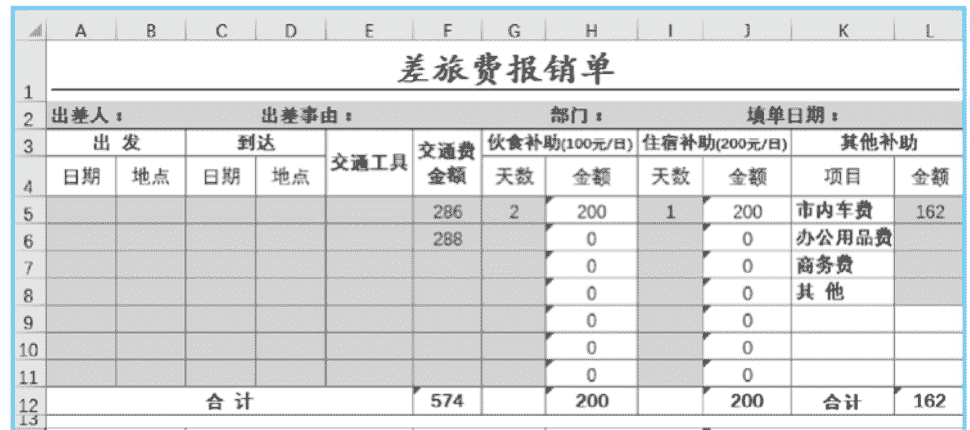 A B C D E F G H I J K L
1 差旅费报销单
2 出差人： 出差事由： 部门： 填单日期：
3 出 发 到达 交通工具 交通费金额 伙食补助(100元/日) 住宿补助(200元/日) 其他补助
4 日期 地点 日期 地点 天数 金额 天数 金额 项目 金额
5 286 2 200 1 200 市内车费 162
6 288 0 0 办公用品费
7 0 0 商务费
8 0 0 其 他
9 0 0
10 0 0
11 0 0
12 合 计 574 200 200 合计 162
13